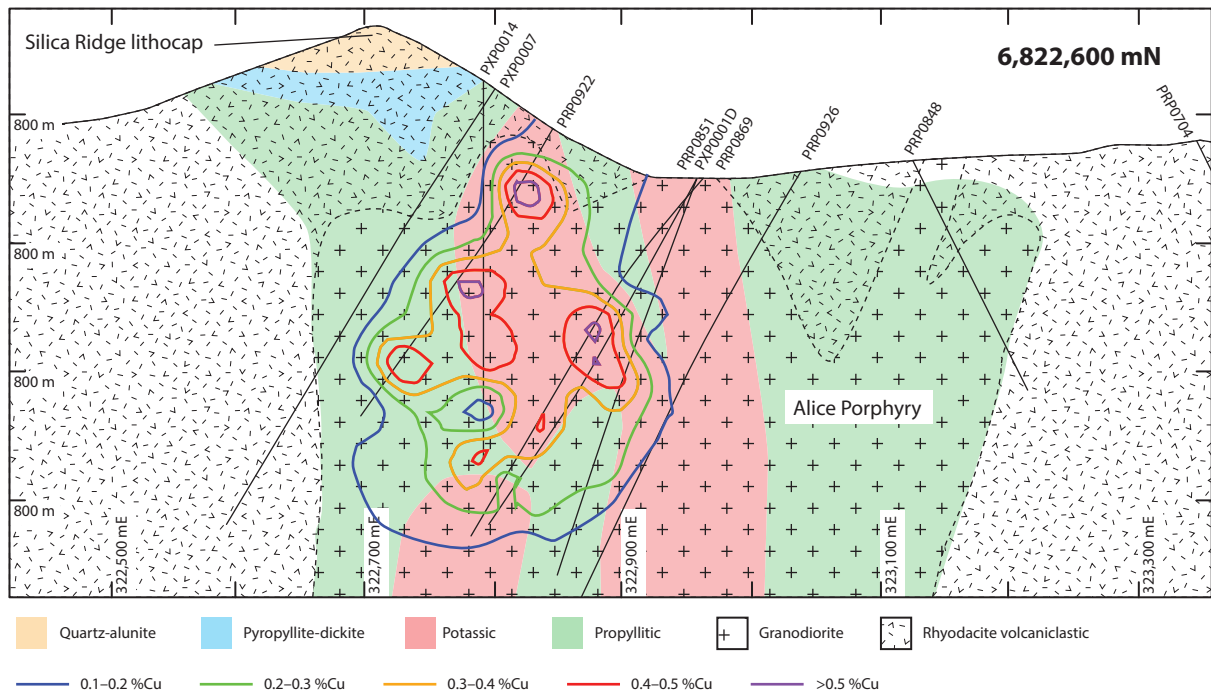 Silica Ridge lithocap
6,822,600 mN
PXP0014
PXP0007
PRP0922
PRP0851
PXP0001D
PRP0869
PRP0926
PRP0848
PRP0704
800 m
800 m
800 m
800 m
Alice Porphyry
322,500 mE
322,700 mE
322,900 mE
323,100 mE
323,300 mE
Quartz-alunite
Pyropyllite-dickite
Potassic
Propyllitic
Granodiorite
Rhyodacite volcaniclastic
0.1–0.2 %Cu
0.2–0.3 %Cu
0.3–0.4 %Cu
0.4–0.5 %Cu
>0.5 %Cu